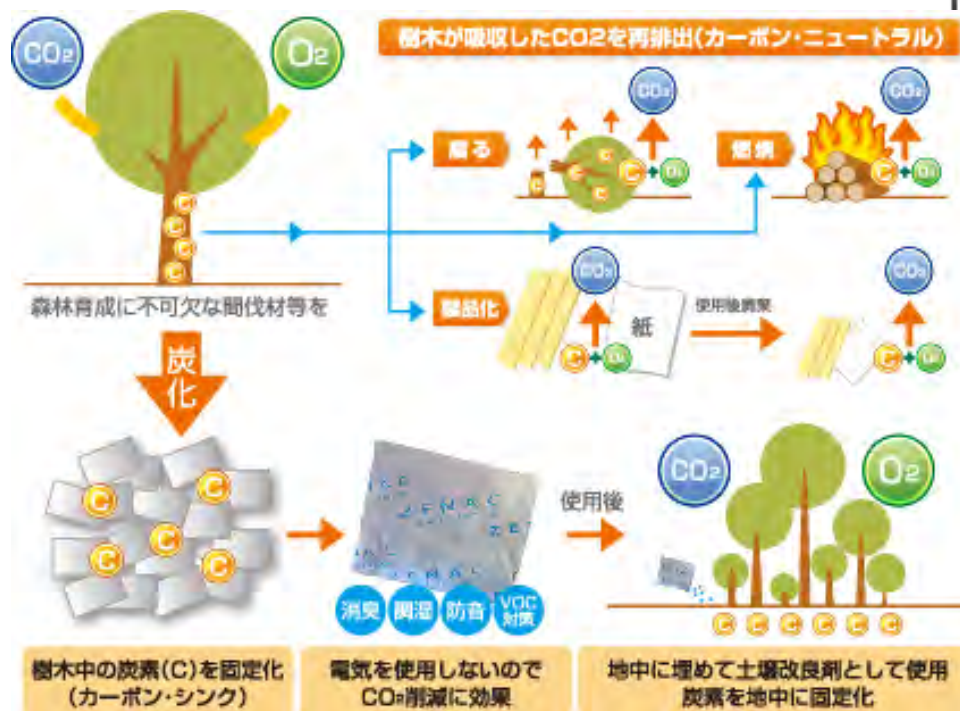 CO2
O2
樹木が吸収したCO2を再排出(カーボン・ニュートラル)
CO2
CO2
腐る
燃焼
C
C
C
C+O2
C+O2
C
C
C
C
CO2
CO2
森林育成に不可欠な間伐材等を
製品化
紙
使用後廃棄
C+O2
C+O2
炭化
CO2
O2
C
C
C
C
C
使用後
消臭
調湿
防音
VOC
対策
C
C
C
C
C
C
樹木中の炭素(C)を固定化
(カーボン・シンク)
電気を使用しないので
CO2削減に効果
地中に埋めて土壌改良剤として使用
炭素を地中に固定化